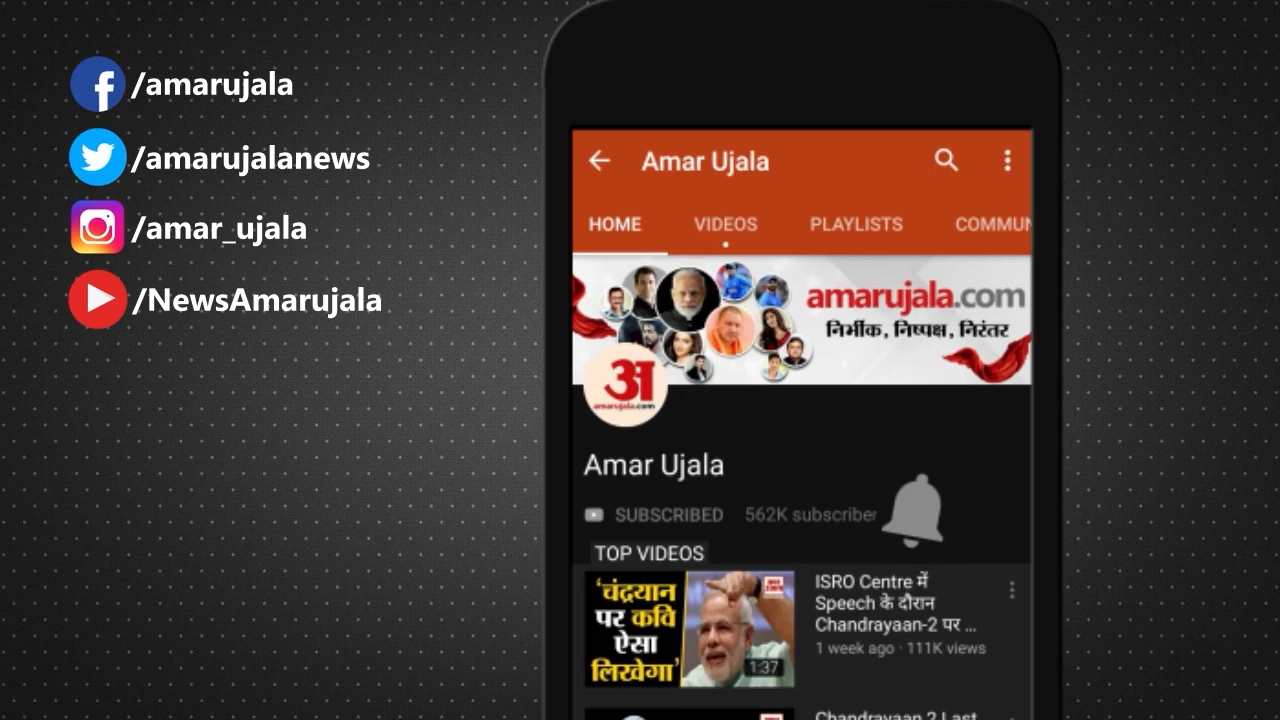 /amarujala
/amarujalanews
/amar_ujala
/NewsAmarujala
Amar Ujala
HOME VIDEOS PLAYLISTS COMMUN
amarujala.com
निर्भीक, निष्पक्ष, निरंतर
अ
amarujala.com
Amar Ujala
SUBSCRIBED 562K subscriber
TOP VIDEOS
'चंद्रयान
पर कवि
ऐसा
लिखेगा'
1:37
ISRO Centre में
Speech के दौरान
Chandrayaan-2 पर ...
1 week ago · 111K views
Chandrayaan 2 Last